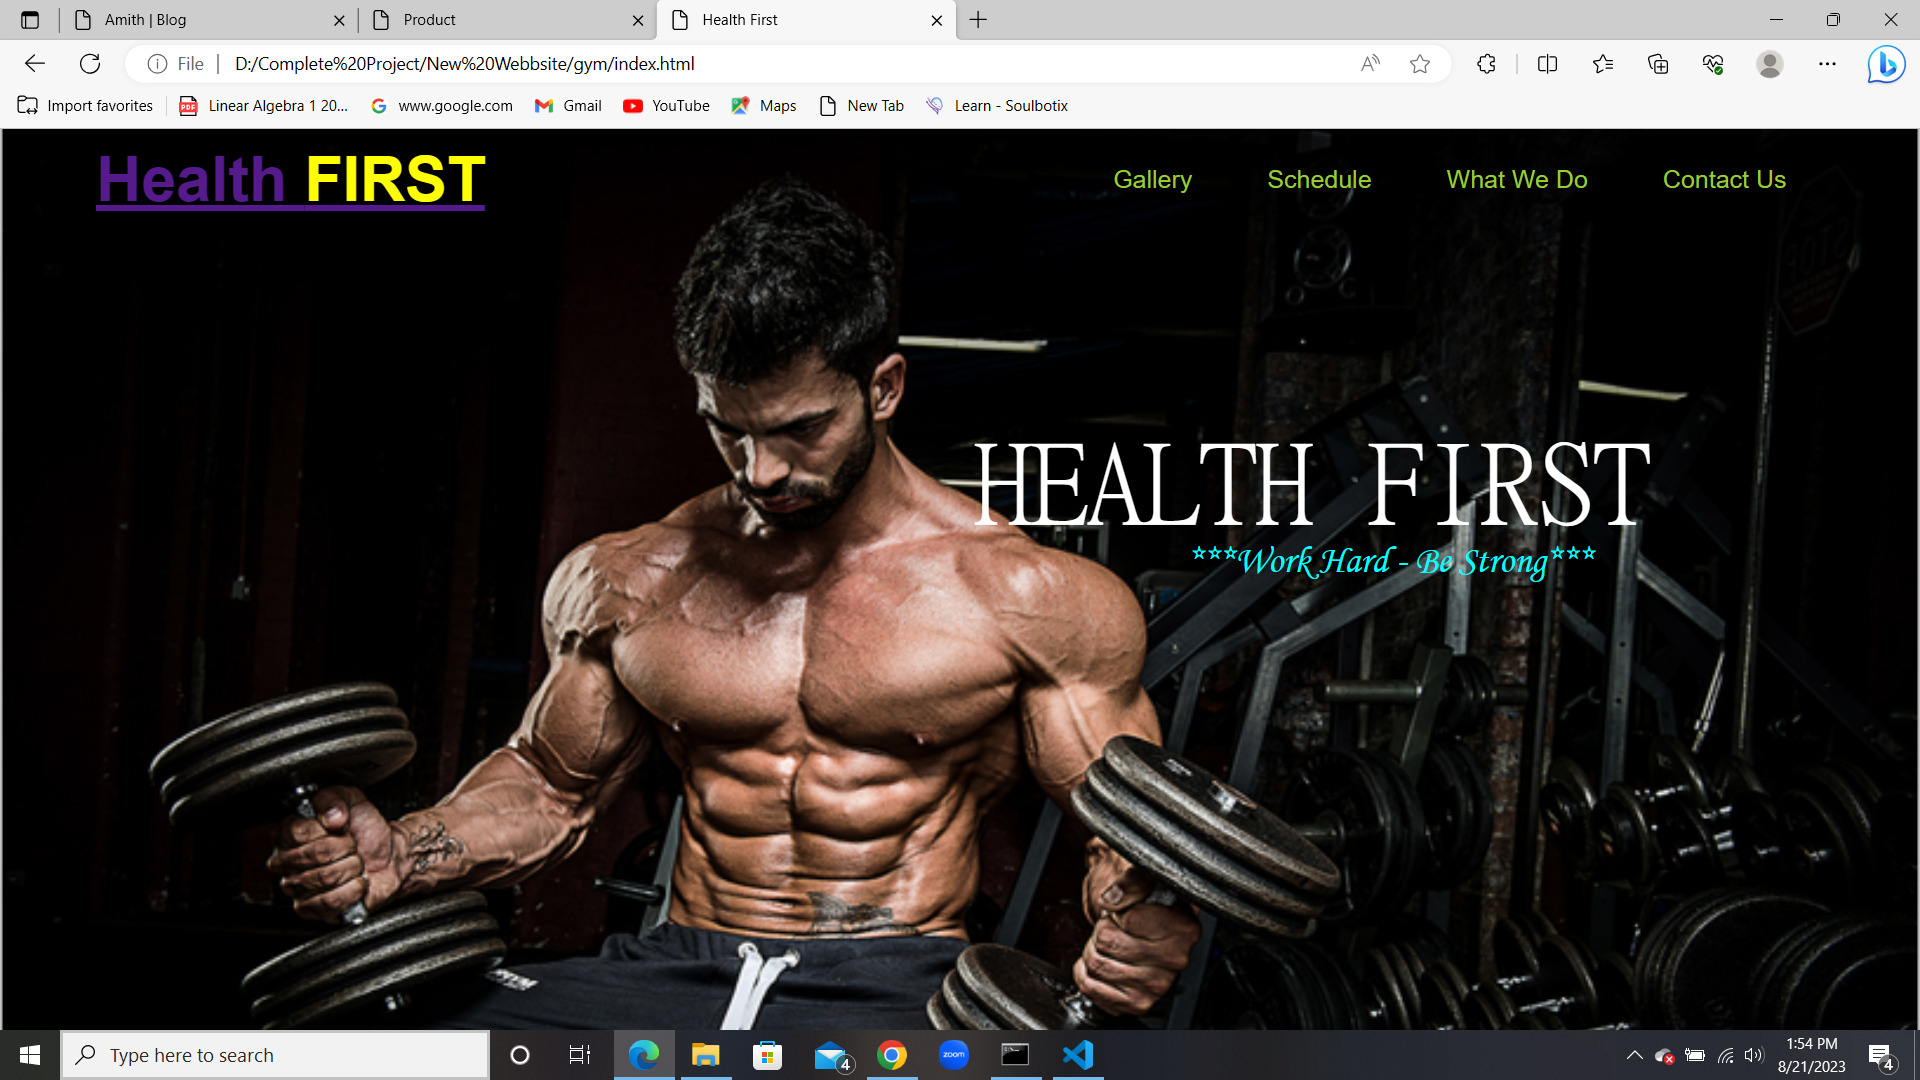 Amith | Blog
Product
Health First
File
D:/Complete%20Project/New%20Webbsite/gym/index.html
Import favorites
Linear Algebra 1 20...
www.google.com
Gmail
YouTube
Maps
New Tab
Learn - Soulbotix
Health FIRST
Gallery
Schedule
What We Do
Contact Us
HEALTH FIRST
***Work Hard - Be Strong***
Type here to search
4
zoom
1:54 PM
8/21/2023
4